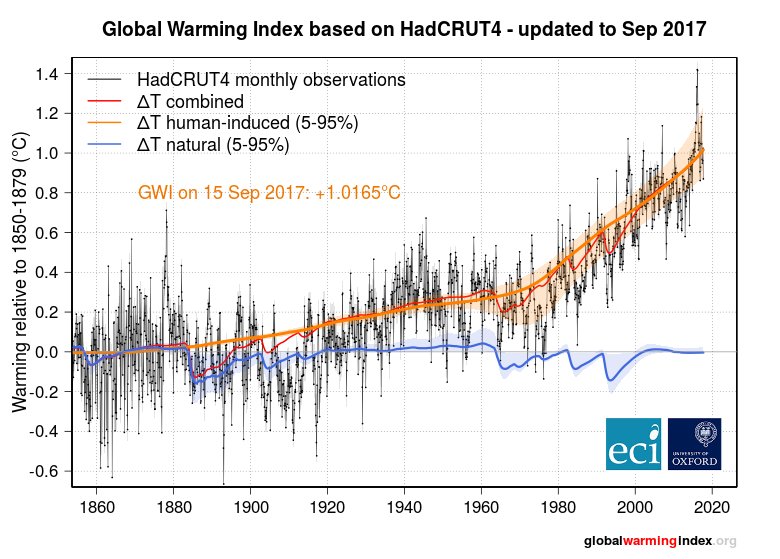 Global Warming Index based on HadCRUT4 - updated to Sep 2017
Warming relative to 1850-1879 (°C)
1.4
1.2
1.0
0.8
0.6
0.4
0.2
0.0
-0.2
-0.4
-0.6
HadCRUT4 monthly observations
ΔT combined
ΔT human-induced (5-95%)
ΔT natural (5-95%)
GWI on 15 Sep 2017: +1.0165°C
eci
UNIVERSITY OF
OXFORD
1860 1880 1900 1920 1940 1960 1980 2000 2020
globalwarmingindex.org